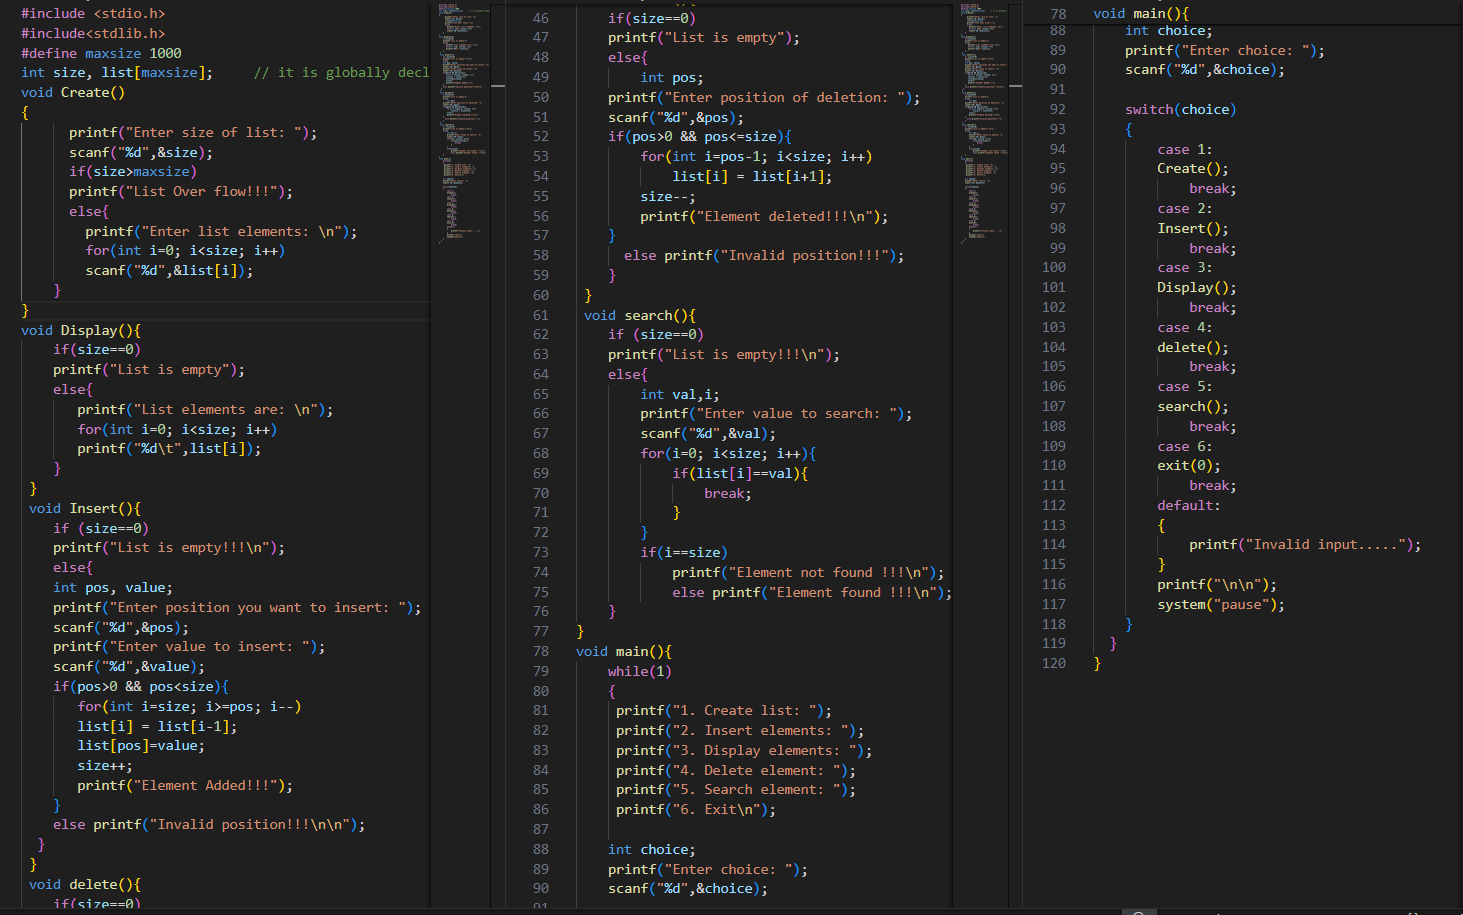 #include <stdio.h>
#include<stdlib.h>
#define maxsize 1000
int size, list[maxsize];     // it is globally decl
void Create()
{
      printf("Enter size of list: ");
      scanf("%d",&size);
      if(size>maxsize)
      printf("List Over flow!!!");
      else{
        printf("Enter list elements: \n");
        for(int i=0; i<size; i++)
        scanf("%d",&list[i]);
    }
}
void Display(){
    if(size==0)
    printf("List is empty");
    else{
       printf("List elements are: \n");
       for(int i=0; i<size; i++)
       printf("%d\t",list[i]);
    }
 }
 void Insert(){
    if (size==0)
    printf("List is empty!!!\n");
    else{
    int pos, value;
    printf("Enter position you want to insert: ");
    scanf("%d",&pos);
    printf("Enter value to insert: ");
    scanf("%d",&value);
    if(pos>0 && pos<size){
       for(int i=size; i>=pos; i--)
       list[i] = list[i-1];
       list[pos]=value;
       size++;
       printf("Element Added!!!");
    }
    else printf("Invalid position!!!\n\n");
  }
 }
 void delete(){
    if(size==0)
46     if(size==0)
47     printf("List is empty");
48     else{
49         int pos;
50     printf("Enter position of deletion: ");
51     scanf("%d",&pos);
52     if(pos>0 && pos<=size){
53         for(int i=pos-1; i<size; i++)
54             list[i] = list[i+1];
55         size--;
56         printf("Element deleted!!!\n");
57     }
58       else printf("Invalid position!!!");
59     }
60  }
61  void search(){
62     if (size==0)
63     printf("List is empty!!!\n");
64     else{
65         int val,i;
66         printf("Enter value to search: ");
67         scanf("%d",&val);
68         for(i=0; i<size; i++){
69             if(list[i]==val){
70                 break;
71             }
72         }
73         if(i==size)
74             printf("Element not found !!!\n");
75             else printf("Element found !!!\n");
76     }
77 }
78 void main(){
79     while(1)
80     {
81      printf("1. Create list: ");
82      printf("2. Insert elements: ");
83      printf("3. Display elements: ");
84      printf("4. Delete element: ");
85      printf("5. Search element: ");
86      printf("6. Exit\n");
87
88     int choice;
89     printf("Enter choice: ");
90     scanf("%d",&choice);
91
78 void main(){
88     int choice;
89     printf("Enter choice: ");
90     scanf("%d",&choice);
91
92     switch(choice)
93     {
94         case 1:
95         Create();
96             break;
97         case 2:
98         Insert();
99             break;
100         case 3:
101         Display();
102             break;
103         case 4:
104         delete();
105             break;
106         case 5:
107         search();
108             break;
109         case 6:
110         exit(0);
111             break;
112         default:
113         {
114             printf("Invalid input.....");
115         }
116         printf("\n\n");
117         system("pause");
118     }
119   }
120 }